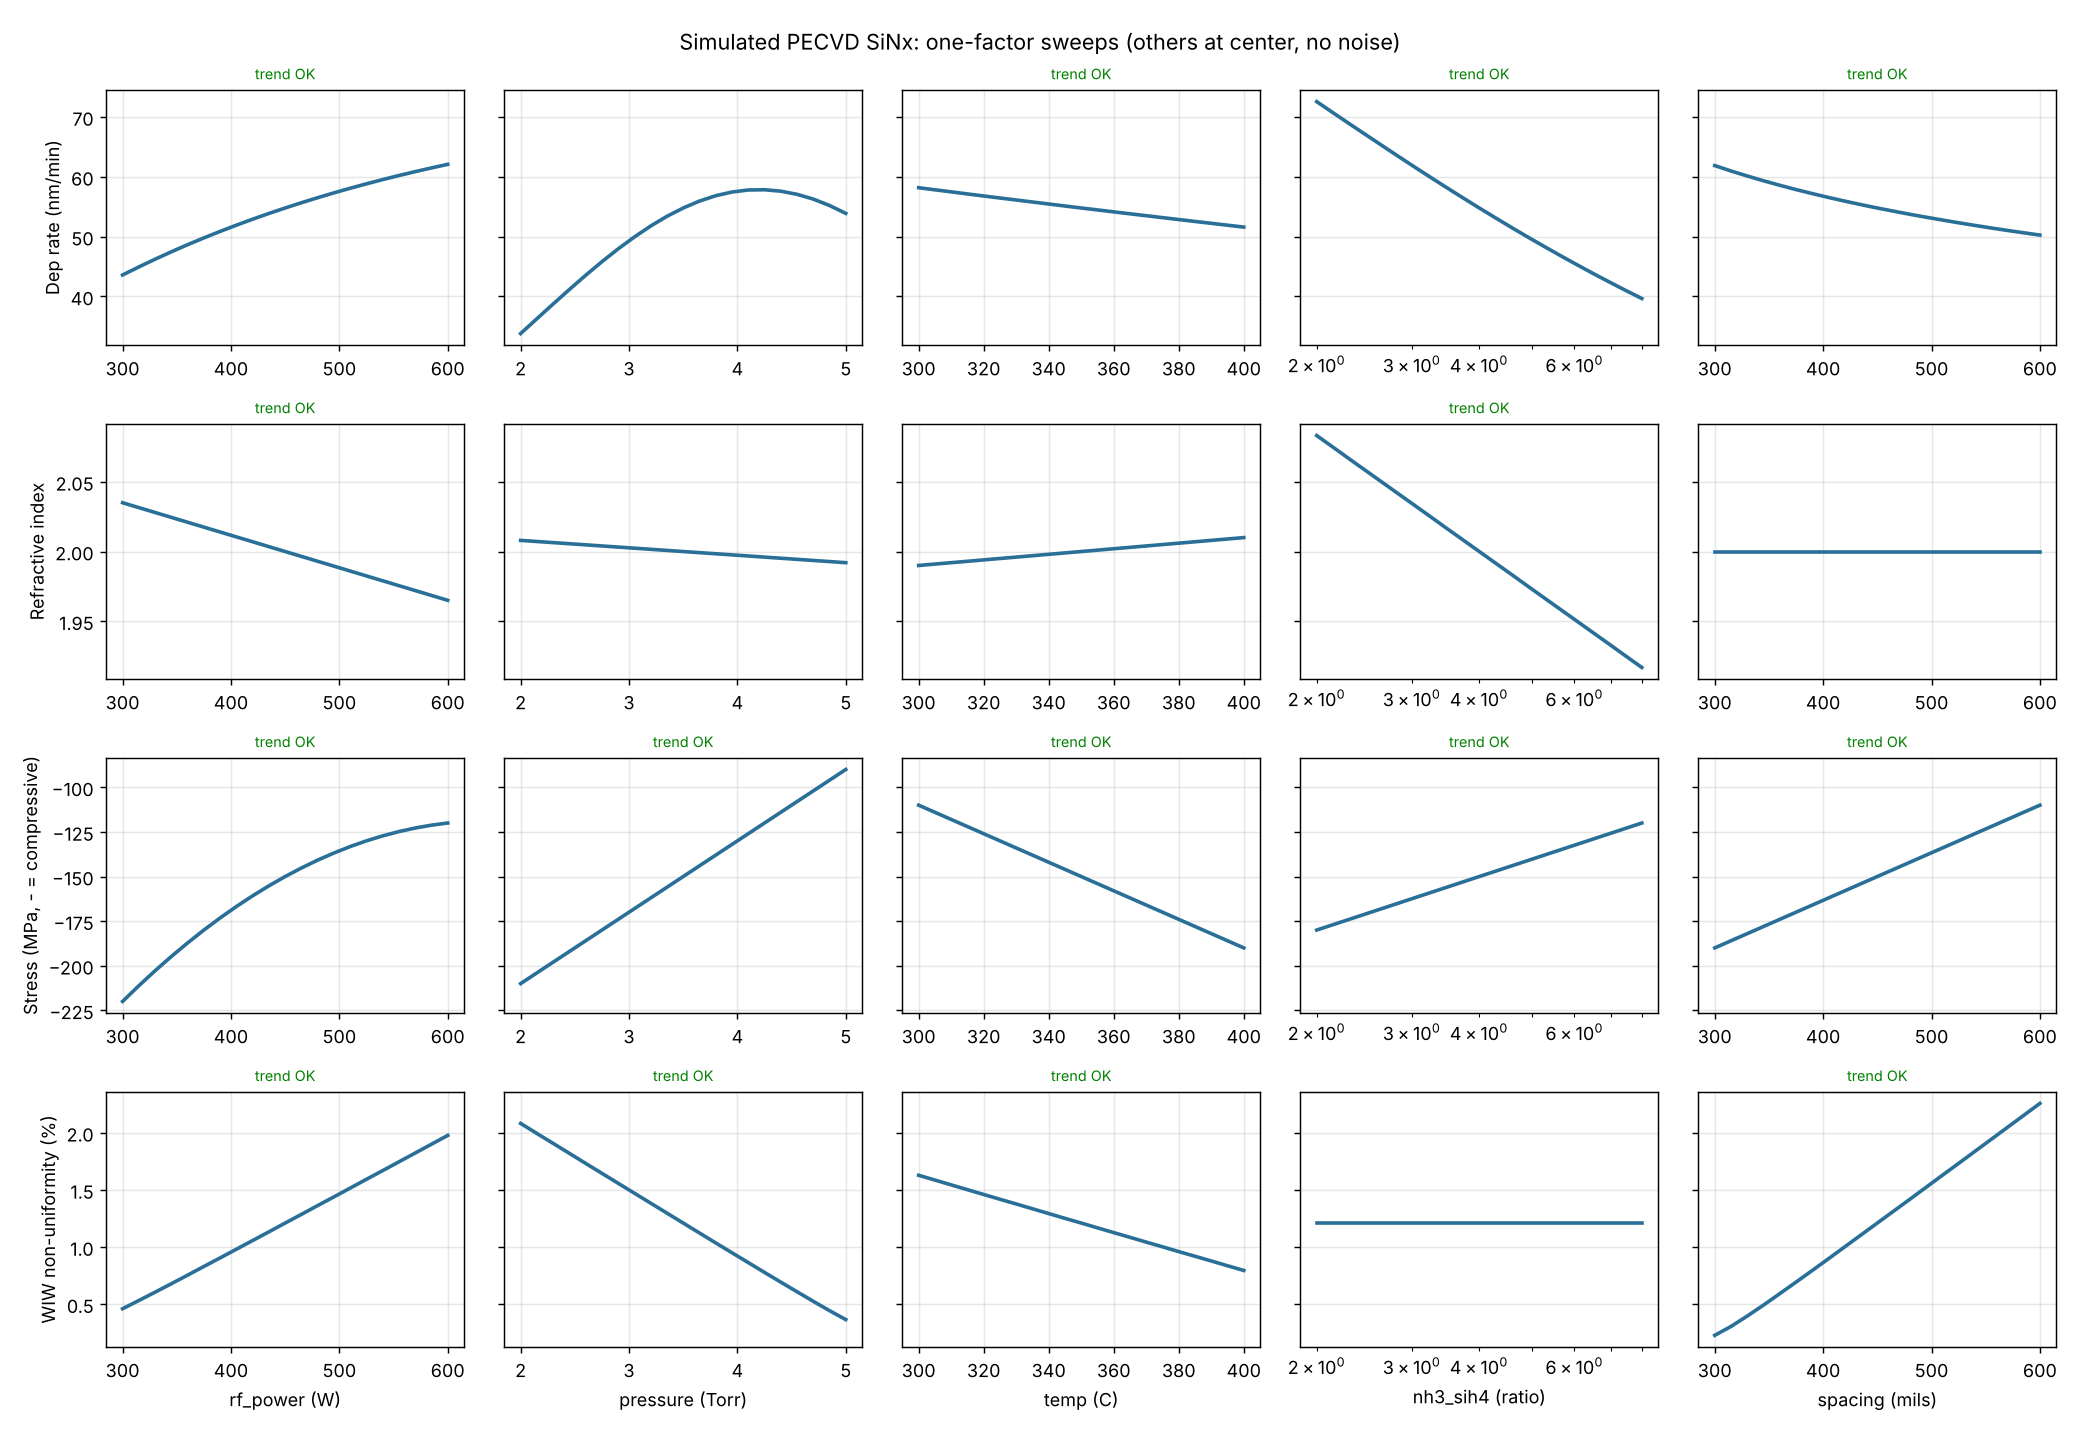 Simulated PECVD SiNx: one-factor sweeps (others at center, no noise)
trend OK
trend OK
trend OK
trend OK
Dep rate (nm/min)
70
60
50
40
300 400 500 600
2 3 4 5
300 320 340 360 380 400
2 × 10⁰ 3 × 10⁰ 4 × 10⁰ 6 × 10⁰
300 400 500 600
trend OK
trend OK
Refractive index
2.05
2.00
1.95
300 400 500 600
2 3 4 5
300 320 340 360 380 400
2 × 10⁰ 3 × 10⁰ 4 × 10⁰ 6 × 10⁰
300 400 500 600
trend OK
trend OK
trend OK
trend OK
trend OK
Stress (MPa, - = compressive)
−100
−125
−150
−175
−200
−225
300 400 500 600
2 3 4 5
300 320 340 360 380 400
2 × 10⁰ 3 × 10⁰ 4 × 10⁰ 6 × 10⁰
300 400 500 600
trend OK
trend OK
trend OK
trend OK
WIW non-uniformity (%)
2.0
1.5
1.0
0.5
300 400 500 600
2 3 4 5
300 320 340 360 380 400
2 × 10⁰ 3 × 10⁰ 4 × 10⁰ 6 × 10⁰
300 400 500 600
rf_power (W)
pressure (Torr)
temp (C)
nh3_sih4 (ratio)
spacing (mils)